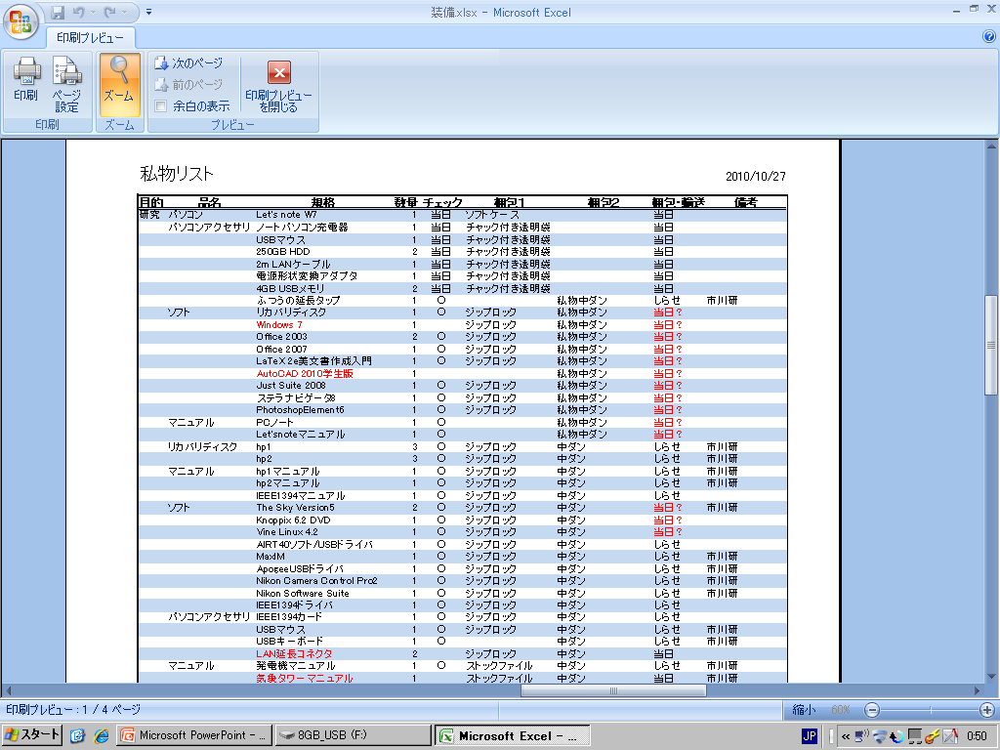 装備.xlsx - Microsoft Excel
印刷プレビュー
印刷 ページ設定 ズーム 次のページ 前のページ 余白の表示 印刷プレビューを閉じる
印刷 ズーム プレビュー
私物リスト
2010/10/27
目的 品名 規格 数量 チェック 梱包1 梱包2 梱包・輸送 備考
研究 パソコン Let's note W7 1 当日 ソフトケース 当日
パソコンアクセサリ ノートパソコン充電器 1 当日 チャック付き透明袋 当日
USBマウス 1 当日 チャック付き透明袋 当日
250GB HDD 2 当日 チャック付き透明袋 当日
2m LANケーブル 1 当日 チャック付き透明袋 当日
電源形状変換アダプタ 1 当日 チャック付き透明袋 当日
4GB USBメモリ 2 当日 チャック付き透明袋 当日
ふつうの延長タップ 1 ○ 私物中ダン しらせ 市川研
ソフト リカバリディスク 1 ○ ジップロック 私物中ダン 当日?
Windows 7 1 ジップロック 私物中ダン 当日?
Office 2003 2 ○ ジップロック 私物中ダン 当日?
Office 2007 1 ○ ジップロック 私物中ダン 当日?
LaTeX2e美文書作成入門 1 ○ ジップロック 私物中ダン 当日?
AutoCAD 2010学生版 1 私物中ダン 当日?
Just Suite 2008 1 ○ ジップロック 私物中ダン 当日?
ステラナビゲータ8 1 ○ ジップロック 私物中ダン 当日?
PhotoshopElement6 1 ○ ジップロック 私物中ダン 当日?
マニュアル PCノート 1 ○ 私物中ダン 当日?
Let'snoteマニュアル 1 ○ 私物中ダン 当日?
リカバリディスク hp1 3 ○ ジップロック 中ダン しらせ 市川研
hp2 3 ○ ジップロック 中ダン しらせ 市川研
マニュアル hp1マニュアル 1 ○ ジップロック 中ダン しらせ 市川研
hp2マニュアル 1 ○ ジップロック 中ダン しらせ 市川研
IEEE1394マニュアル 1 ○ ジップロック 中ダン しらせ
ソフト The Sky Version5 2 ○ ジップロック 中ダン 当日? 市川研
Knoppix 6.2 DVD 1 ○ ジップロック 中ダン 当日?
Vine Linux 4.2 1 ○ ジップロック 中ダン 当日?
AIRT40ソフト/USBドライバ 1 ○ ジップロック 中ダン しらせ
MaxIM 1 ○ ジップロック 中ダン しらせ 市川研
ApogeeUSBドライバ 1 ○ ジップロック 中ダン しらせ 市川研
Nikon Camera Control Pro2 1 ○ ジップロック 中ダン しらせ 市川研
Nikon Software Suite 1 ○ ジップロック 中ダン しらせ 市川研
IEEE1394ドライバ 1 ○ ジップロック 中ダン しらせ
パソコンアクセサリ IEEE1394カード 1 ○ ジップロック 中ダン しらせ
USBマウス 1 ○ ジップロック 中ダン しらせ 市川研
USBキーボード 1 ○ 中ダン しらせ 市川研
LAN延長コネクタ 2 ジップロック 中ダン 当日
マニュアル 発電機マニュアル 1 ○ ストックファイル 中ダン しらせ 市川研
気象タワーマニュアル 1 ストックファイル 中ダン 当日 市川研
印刷プレビュー : 1 / 4 ページ 縮小 60%
スタート Microsoft PowerPoint - ... 8GB_USB (F:) Microsoft Excel - ... JP 0:50